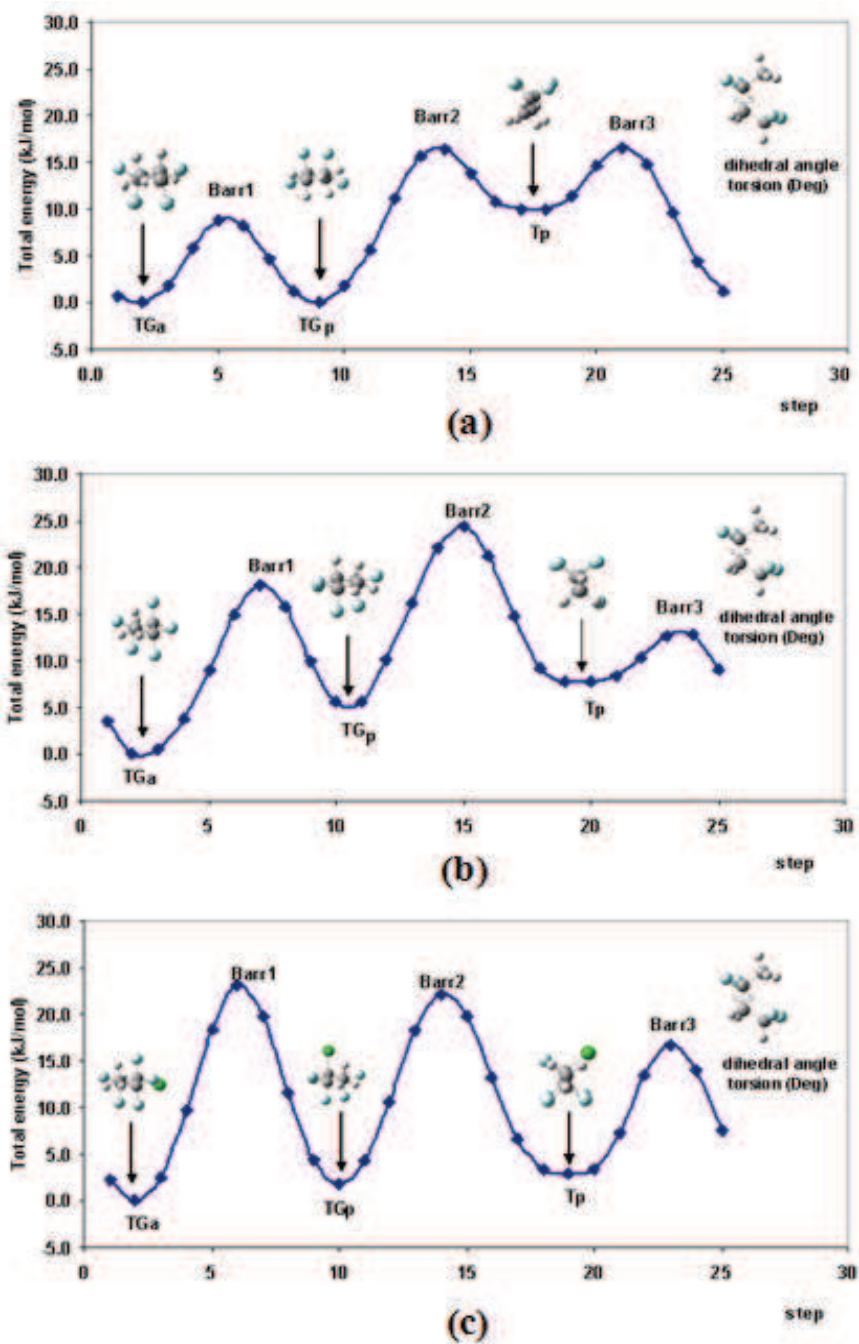 30.0
25.0
20.0
15.0
10.0
5.0
0.0
5.0
Total energy (kJ/mol)
Barr1
Barr2
Barr3
TGa
TGp
Tp
dihedral angle
torsion (Deg)
0.0 5 10 15 20 25 30
step
(a)
30.0
25.0
20.0
15.0
10.0
5.0
0.0
-5.0
Total energy (kJ/mol)
Barr1
Barr2
Barr3
TGa
TGp
Tp
dihedral angle
torsion (Deg)
0 5 10 15 20 25 30
step
(b)
30.0
25.0
20.0
15.0
10.0
5.0
0.0
-5.0
Total energy (kJ/mol)
Barr1
Barr2
Barr3
TGa
TGp
Tp
dihedral angle
torsion (Deg)
0 5 10 15 20 25 30
step
(c)